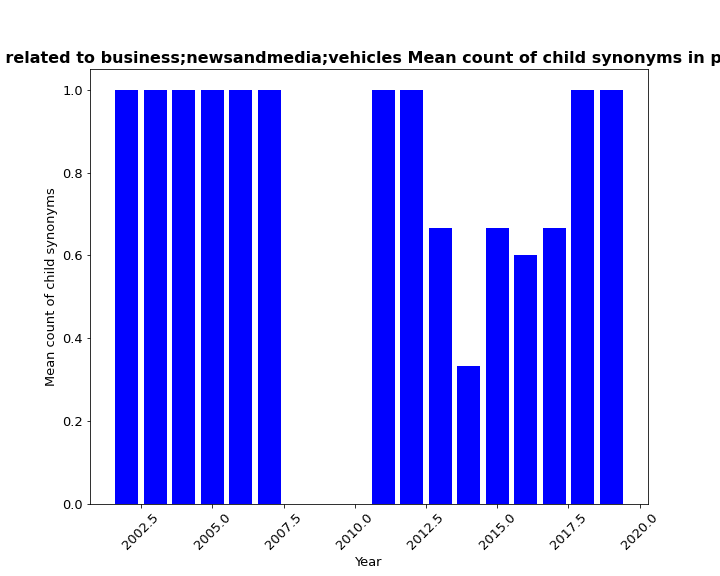 related to business;newsandmedia;vehicles Mean count of child synonyms in p
1.0
0.8
0.6
0.4
0.2
0.0
Mean count of child synonyms
2002.5 2005.0 2007.5 2010.0 2012.5 2015.0 2017.5 2020.0
Year